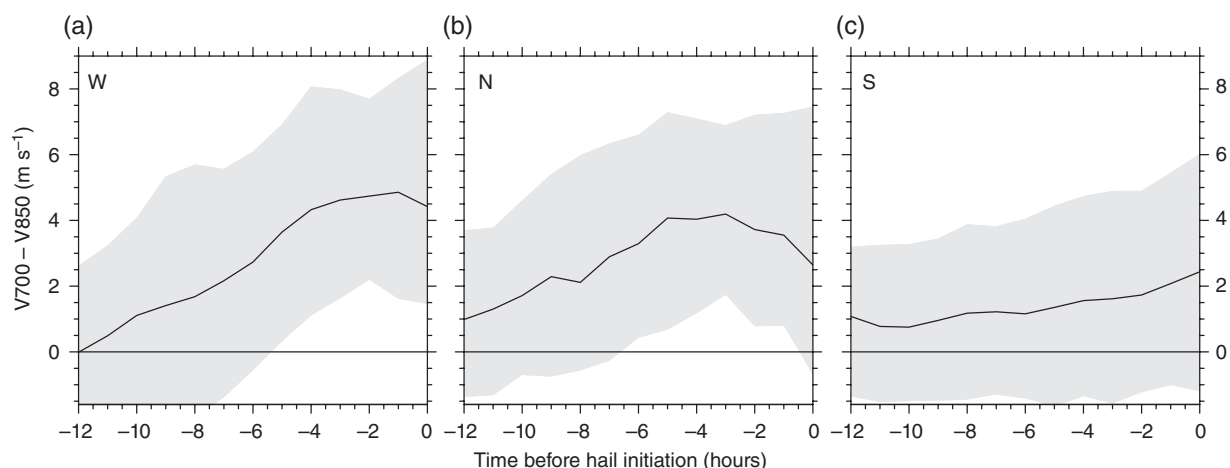 (a) (b) (c)
W N S
V700 – V850 (m s⁻¹)
8 8
6 6
4 4
2 2
0 0
–12 –10 –8 –6 –4 –2 0 –12 –10 –8 –6 –4 –2 0 –12 –10 –8 –6 –4 –2 0
Time before hail initiation (hours)